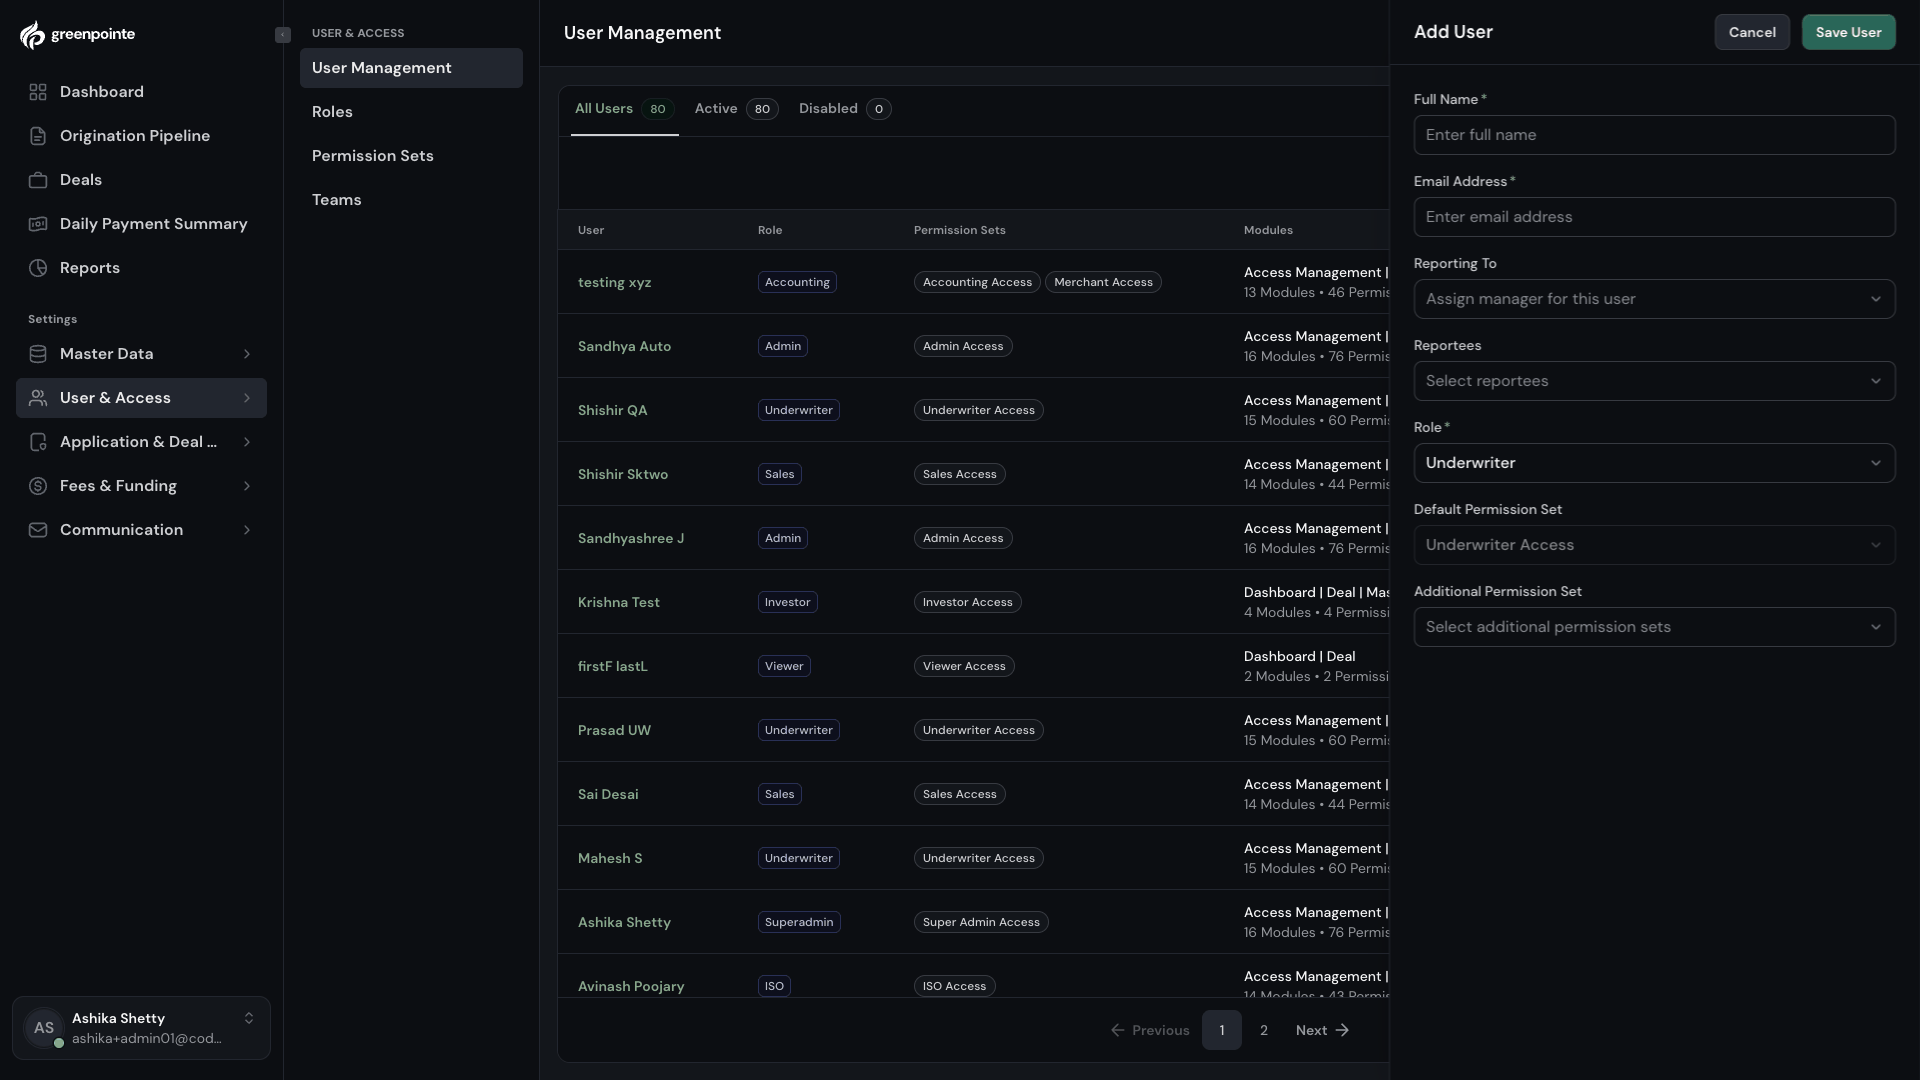 greenpointe
Dashboard
Origination Pipeline
Deals
Daily Payment Summary
Reports
Settings
Master Data
User & Access
Application & Deal ...
Fees & Funding
Communication
AS
Ashika Shetty
ashika+admin01@cod...
USER & ACCESS
User Management
Roles
Permission Sets
Teams
User Management
All Users 80 Active 80 Disabled 0
User Role Permission Sets Modules
testing xyz Accounting Accounting Access Merchant Access Access Management |
13 Modules • 46 Permis
Sandhya Auto Admin Admin Access Access Management |
16 Modules • 76 Permis
Shishir QA Underwriter Underwriter Access Access Management |
15 Modules • 60 Permis
Shishir Sktwo Sales Sales Access Access Management |
14 Modules • 44 Permis
Sandhyashree J Admin Admin Access Access Management |
16 Modules • 76 Permis
Krishna Test Investor Investor Access Dashboard | Deal | Mas
4 Modules • 4 Permissi
firstF lastL Viewer Viewer Access Dashboard | Deal
2 Modules • 2 Permissi
Prasad UW Underwriter Underwriter Access Access Management |
15 Modules • 60 Permis
Sai Desai Sales Sales Access Access Management |
14 Modules • 44 Permis
Mahesh S Underwriter Underwriter Access Access Management |
15 Modules • 60 Permis
Ashika Shetty Superadmin Super Admin Access Access Management |
16 Modules • 76 Permis
Avinash Poojary ISO ISO Access Access Management |
14 Modules • 43 Permis
Previous 1 2 Next
Add User
Cancel
Save User
Full Name *
Enter full name
Email Address *
Enter email address
Reporting To
Assign manager for this user
Reportees
Select reportees
Role *
Underwriter
Default Permission Set
Underwriter Access
Additional Permission Set
Select additional permission sets